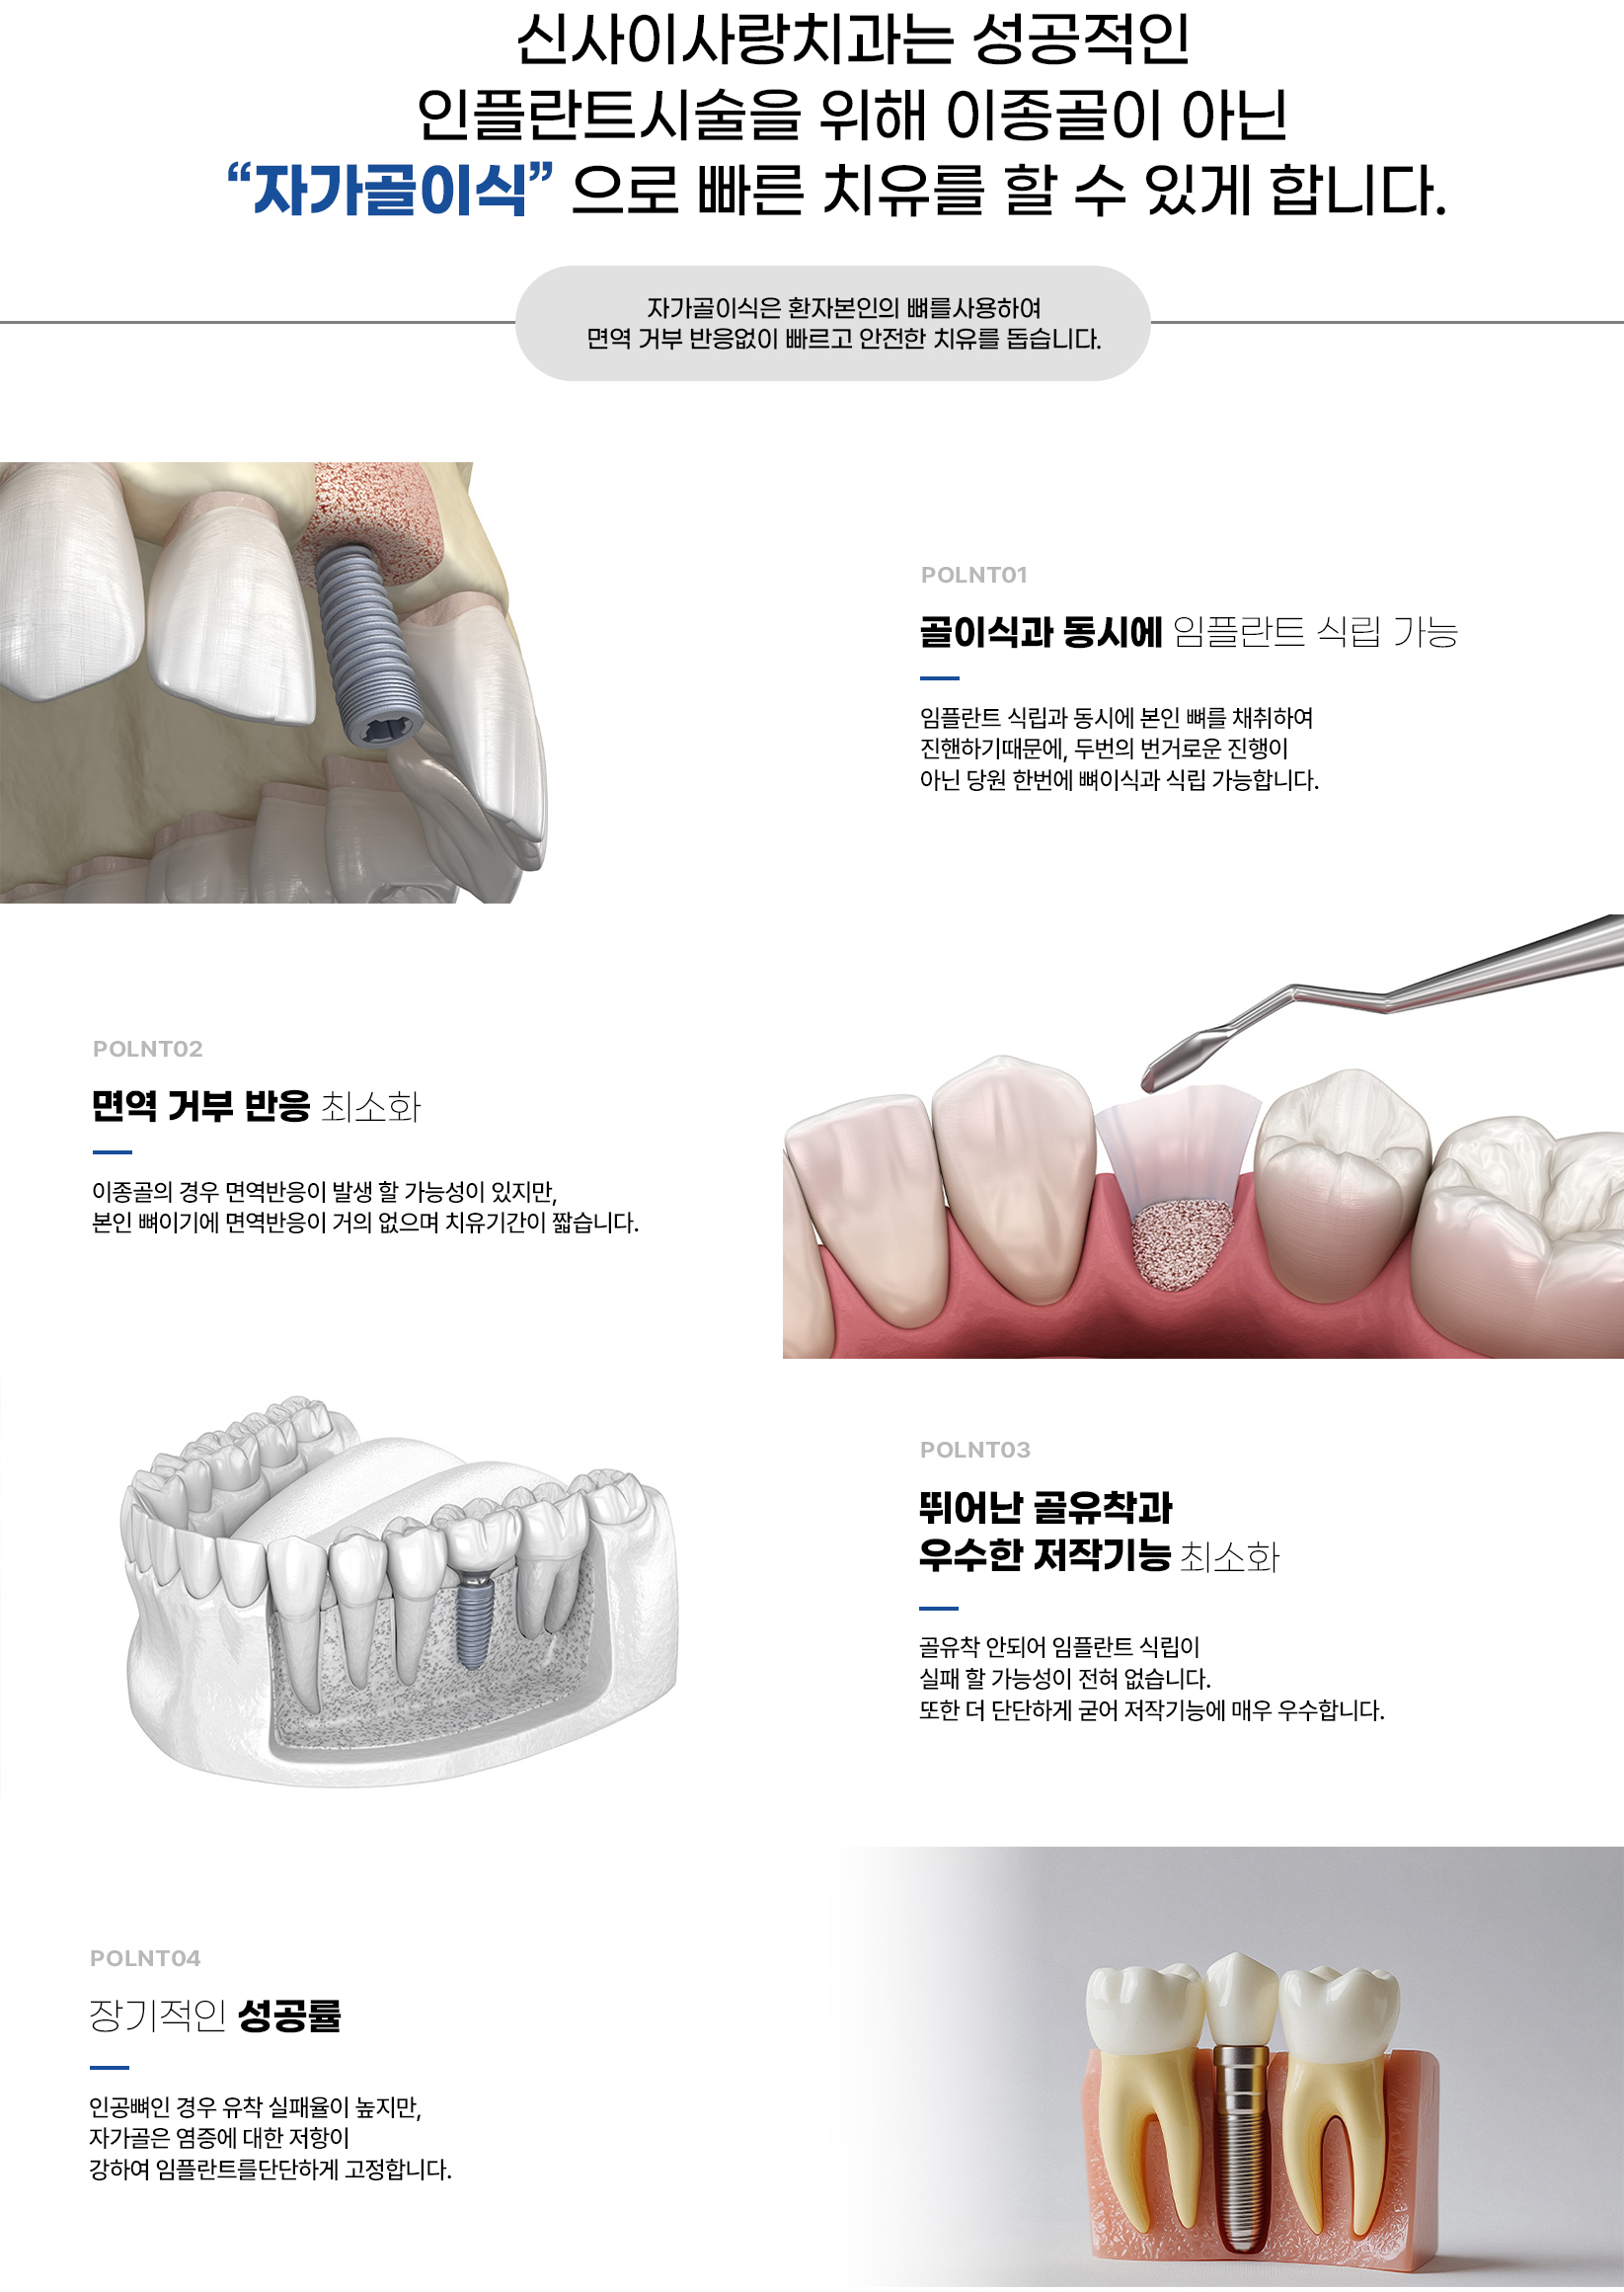 신사이사랑치과는 성공적인
인플란트시술을 위해 이종골이 아닌
“자가골이식” 으로 빠른 치유를 할 수 있게 합니다.
자가골이식은 환자본인의 뼈를사용하여
면역 거부 반응없이 빠르고 안전한 치유를 돕습니다.
POLNT01
골이식과 동시에 임플란트 식립 가능
임플란트 식립과 동시에 본인 뼈를 채취하여
진핸하기때문에, 두번의 번거로운 진행이
아닌 당원 한번에 뼈이식과 식립 가능합니다.
POLNT02
면역 거부 반응 최소화
이종골의 경우 면역반응이 발생 할 가능성이 있지만,
본인 뼈이기에 면역반응이 거의 없으며 치유기간이 짧습니다.
POLNT03
뛰어난 골유착과
우수한 저작기능 최소화
골유착 안되어 임플란트 식립이
실패 할 가능성이 전혀 없습니다.
또한 더 단단하게 굳어 저작기능에 매우 우수합니다.
POLNT04
장기적인 성공률
인공뼈인 경우 유착 실패율이 높지만,
자가골은 염증에 대한 저항이
강하여 임플란트를단단하게 고정합니다.